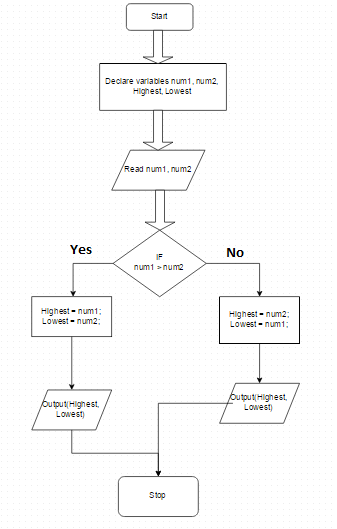 Start
Declare variables num1, num2,
Highest, Lowest
Read num1, num2
Yes
No
IF
num1 > num2
Highest = num1;
Lowest = num2;
Highest = num2;
Lowest = num1;
Output(Highest,
Lowest)
Output(Highest,
Lowest)
Stop